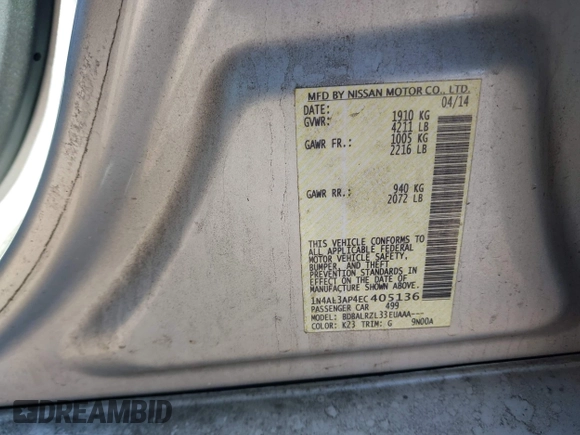 MFD BY NISSAN MOTOR CO., LTD.
DATE: 04/14
GVWR: 1910 KG
4211 LB
GAWR FR.: 1005 KG
2216 LB
GAWR RR.: 940 KG
2072 LB
THIS VEHICLE CONFORMS TO
ALL APPLICABLE FEDERAL
MOTOR VEHICLE SAFETY,
BUMPER, AND THEFT
PREVENTION STANDARDS IN
EFFECT ON THE DATE OF
MANUFACTURE SHOWN ABOVE.
1N4AL3AP4EC405136
PASSENGER CAR 499
MODEL: BDBALRZL33EUAAA---
COLOR: K23 TRIM: G 9N00A
DREAMBID